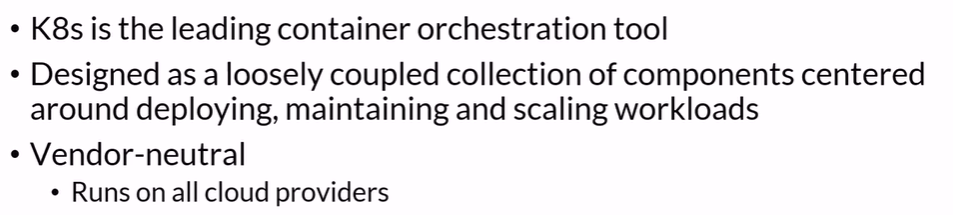 • K8s is the leading container orchestration tool
• Designed as a loosely coupled collection of components centered
around deploying, maintaining and scaling workloads
• Vendor-neutral
• Runs on all cloud providers